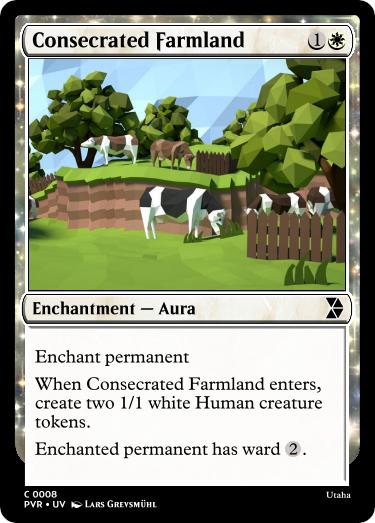 Consecrated Farmland 1
Enchantment — Aura
Enchant permanent
When Consecrated Farmland enters,
create two 1/1 white Human creature
tokens.
Enchanted permanent has ward 2.
C 0008
Utaha
PVR • UV Lars Greysmühl